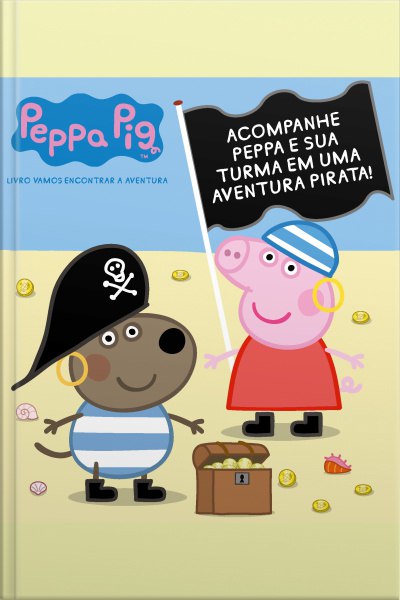 Peppa Pig
TM
LIVRO VAMOS ENCONTRAR A AVENTURA
ACOMPANHE
PEPPA E SUA
TURMA EM UMA
AVENTURA PIRATA!